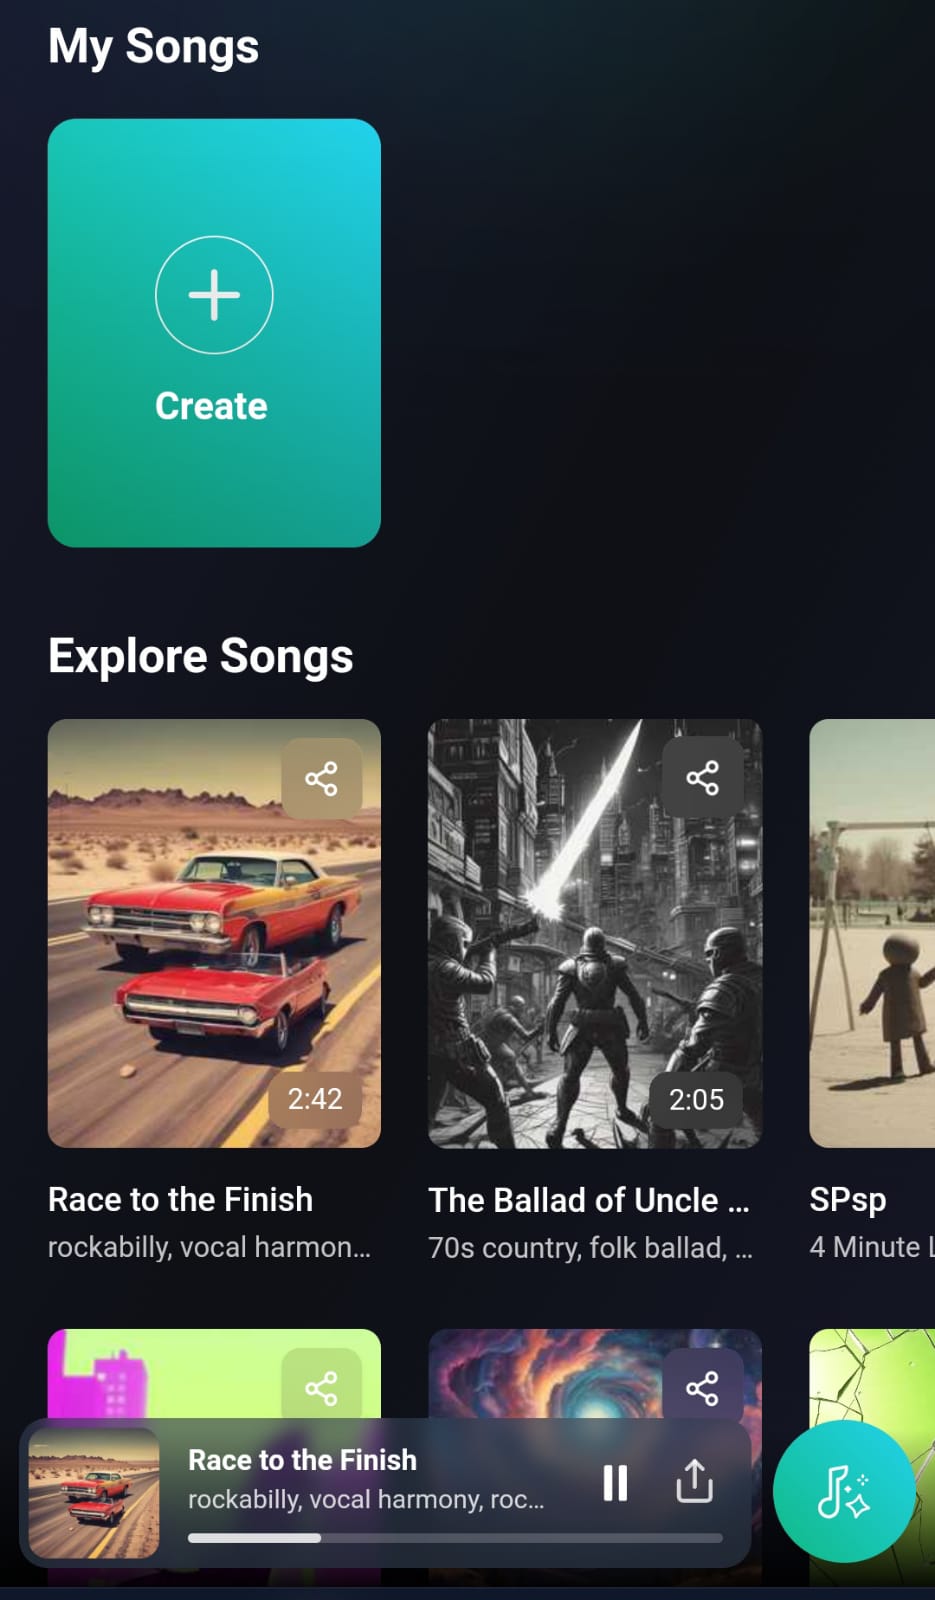 My Songs
Create
Explore Songs
2:42
2:05
Race to the Finish
The Ballad of Uncle ...
SPsp
rockabilly, vocal harmon...
70s country, folk ballad, ...
4 Minute L
Race to the Finish
rockabilly, vocal harmony, roc...